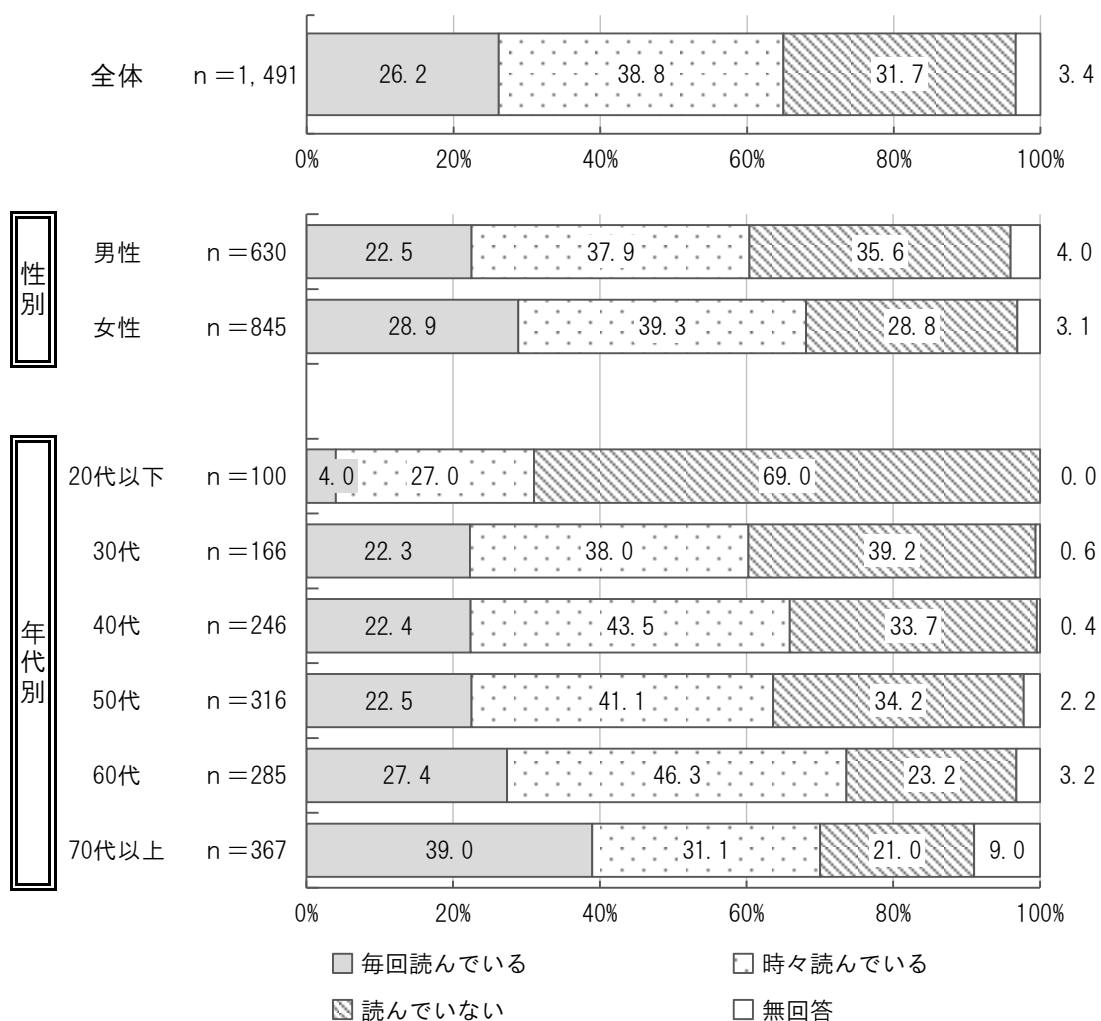 全体 n＝1,491 26.2 38.8 31.7 3.4
0% 20% 40% 60% 80% 100%
性別
男性 n＝630 22.5 37.9 35.6 4.0
女性 n＝845 28.9 39.3 28.8 3.1
年代別
20代以下 n＝100 4.0 27.0 69.0 0.0
30代 n＝166 22.3 38.0 39.2 0.6
40代 n＝246 22.4 43.5 33.7 0.4
50代 n＝316 22.5 41.1 34.2 2.2
60代 n＝285 27.4 46.3 23.2 3.2
70代以上 n＝367 39.0 31.1 21.0 9.0
0% 20% 40% 60% 80% 100%
毎回読んでいる 時々読んでいる
読んでいない 無回答